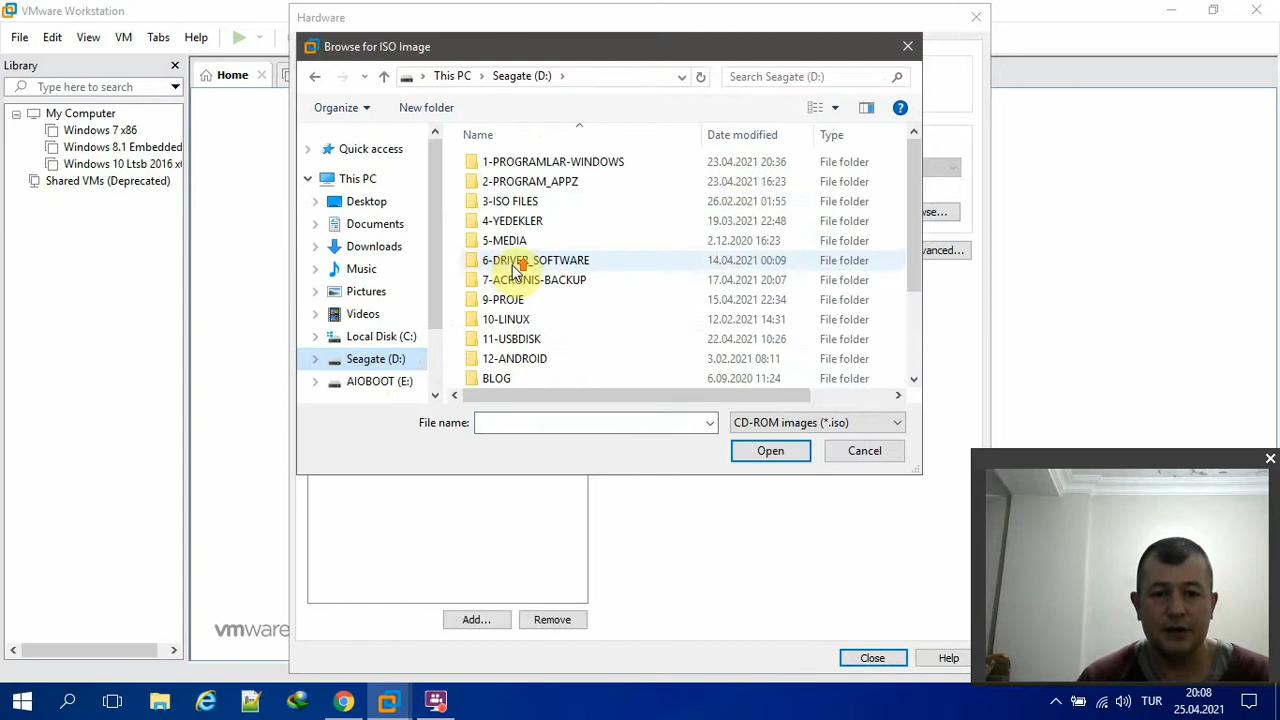 VMware Workstation
File Edit View VM Tabs Help
Library
Type here to search
My Computer
Windows 7 x86
Windows 8.1 Embedded
Windows 10 Ltsb 2016 x6
Shared VMs (Deprecated)
Home
vmware
Hardware
Browse for ISO Image
This PC > Seagate (D:) >
Search Seagate (D:)
Organize New folder
Quick access
This PC
Desktop
Documents
Downloads
Music
Pictures
Videos
Local Disk (C:)
Seagate (D:)
AIOBOOT (E:)
Name Date modified Type
1-PROGRAMLAR-WINDOWS 23.04.2021 20:36 File folder
2-PROGRAM_APPZ 23.04.2021 16:23 File folder
3-ISO FILES 26.02.2021 01:55 File folder
4-YEDEKLER 19.03.2021 22:48 File folder
5-MEDIA 2.12.2020 16:23 File folder
6-DRIVER_SOFTWARE 14.04.2021 00:09 File folder
7-ACRONIS-BACKUP 17.04.2021 20:07 File folder
9-PROJE 15.04.2021 22:34 File folder
10-LINUX 12.02.2021 14:31 File folder
11-USBDISK 22.04.2021 10:26 File folder
12-ANDROID 3.02.2021 08:11 File folder
BLOG 6.09.2020 11:24 File folder
File name: CD-ROM images (*.iso)
Open Cancel
wse...
anced...
Add... Remove
Close Help
TUR
20:08
25.04.2021